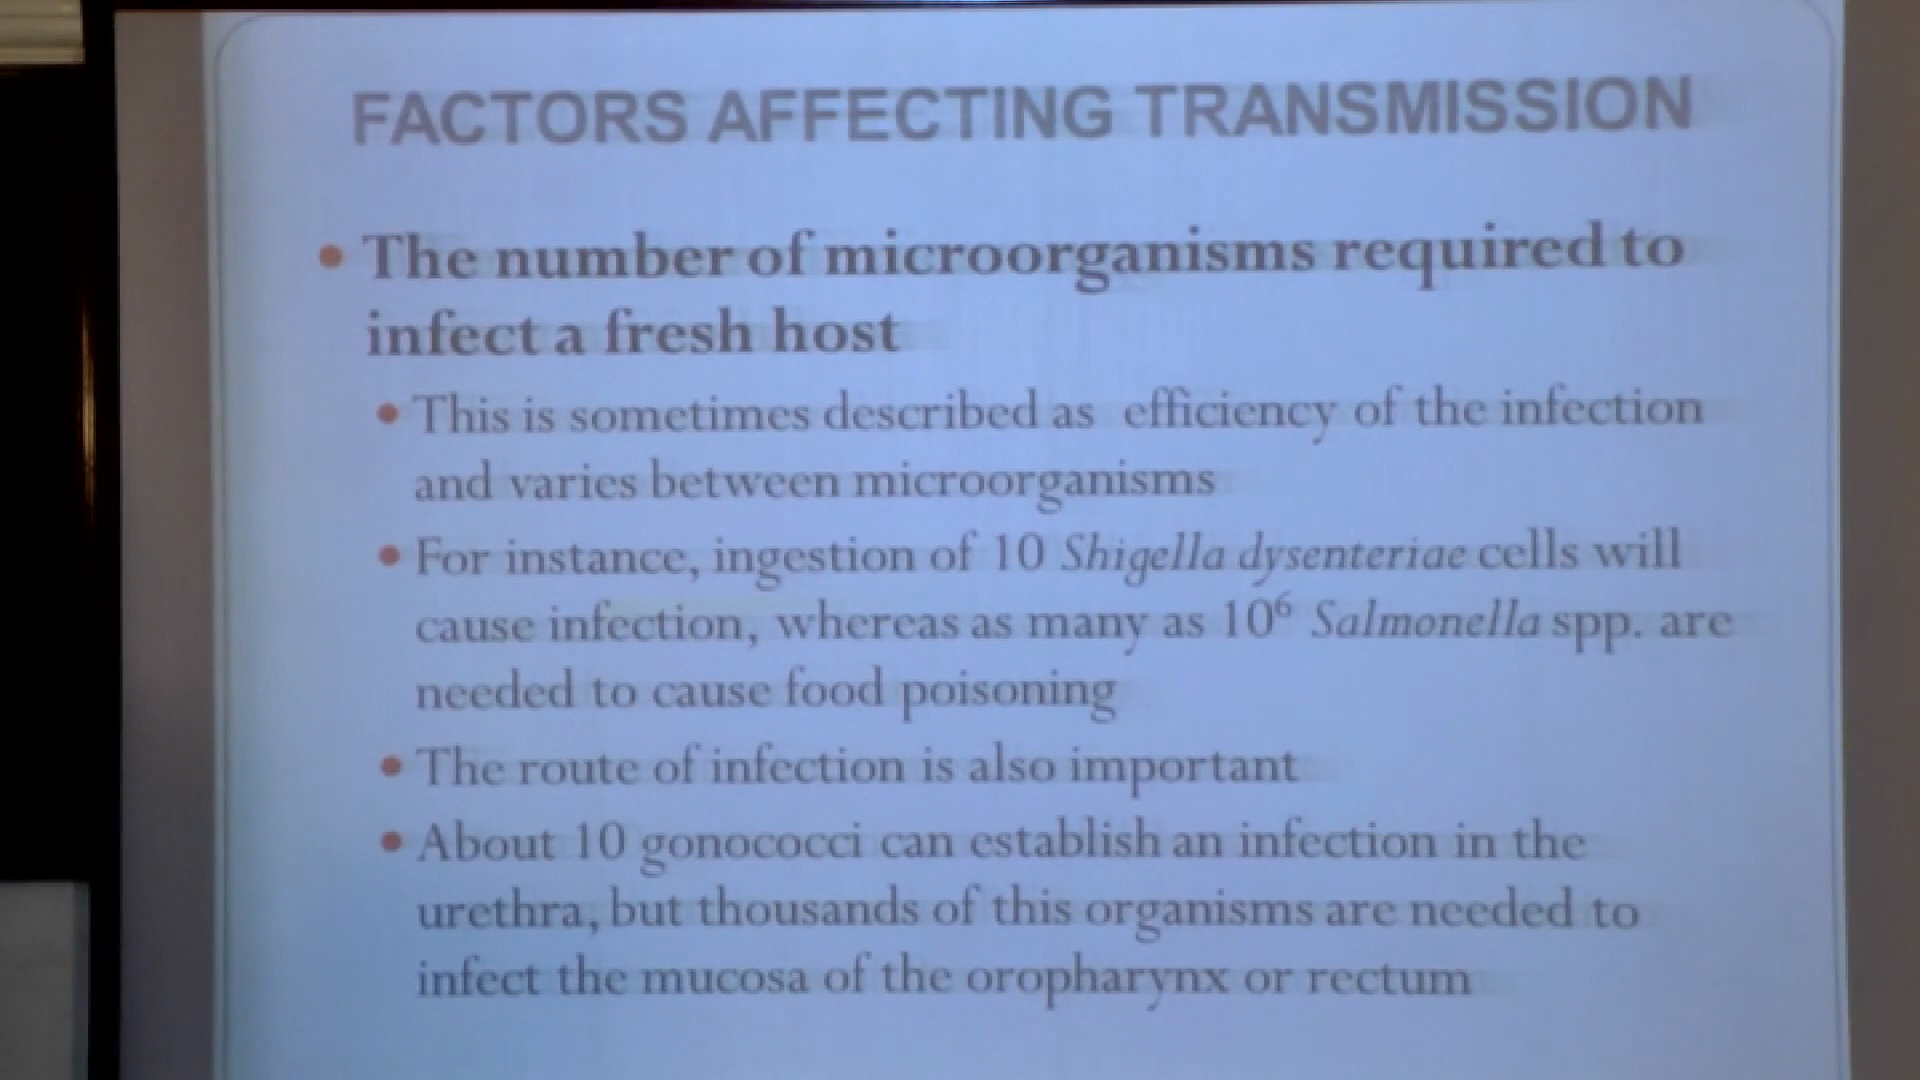 FACTORS AFFECTING TRANSMISSION
• The number of microorganisms required to
infect a fresh host
• This is sometimes described as efficiency of the infection
and varies between microorganisms
• For instance, ingestion of 10 Shigella dysenteriae cells will
cause infection, whereas as many as 10⁶ Salmonella spp. are
needed to cause food poisoning
• The route of infection is also important
• About 10 gonococci can establish an infection in the
urethra, but thousands of this organisms are needed to
infect the mucosa of the oropharynx or rectum